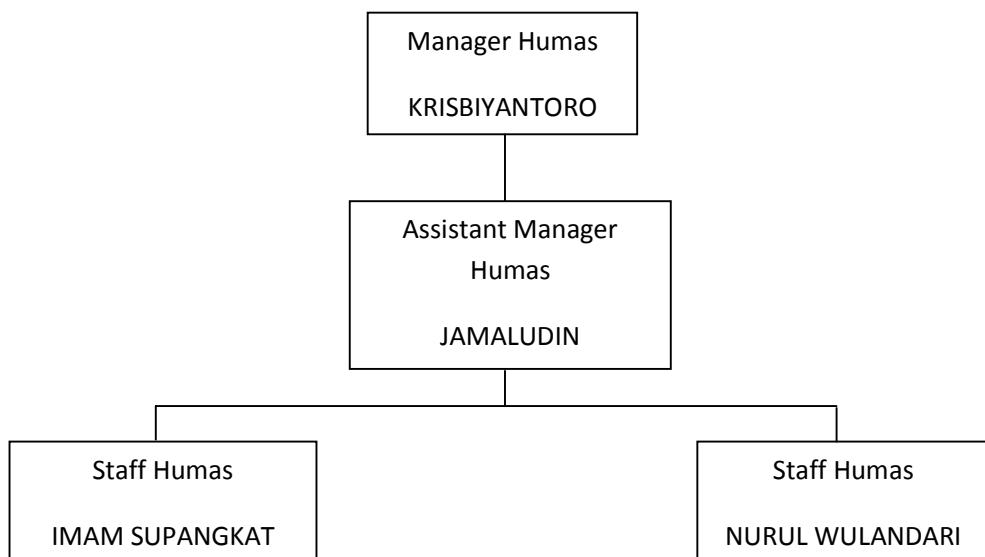 Manager Humas
KRISBIYANTORO
Assistant Manager
Humas
JAMALUDIN
Staff Humas
IMAM SUPANGKAT
Staff Humas
NURUL WULANDARI